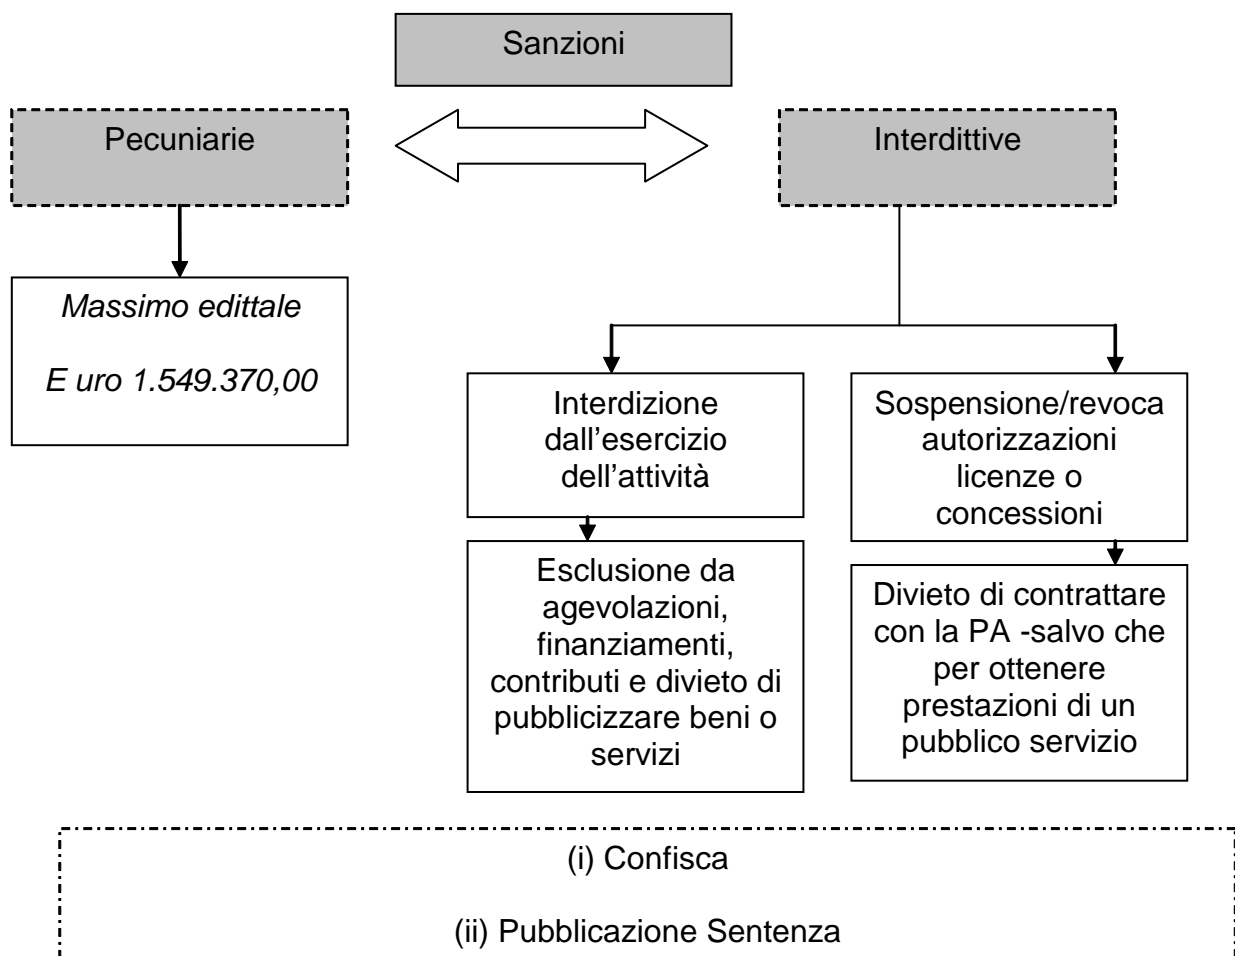 Sanzioni
Pecuniarie
Interdittive
Massimo edittale
E uro 1.549.370,00
Interdizione
dall’esercizio
dell’attività
Sospensione/revoca
autorizzazioni
licenze o
concessioni
Esclusione da
agevolazioni,
finanziamenti,
contributi e divieto di
pubblicizzare beni o
servizi
Divieto di contrattare
con la PA -salvo che
per ottenere
prestazioni di un
pubblico servizio
(i) Confisca
(ii) Pubblicazione Sentenza